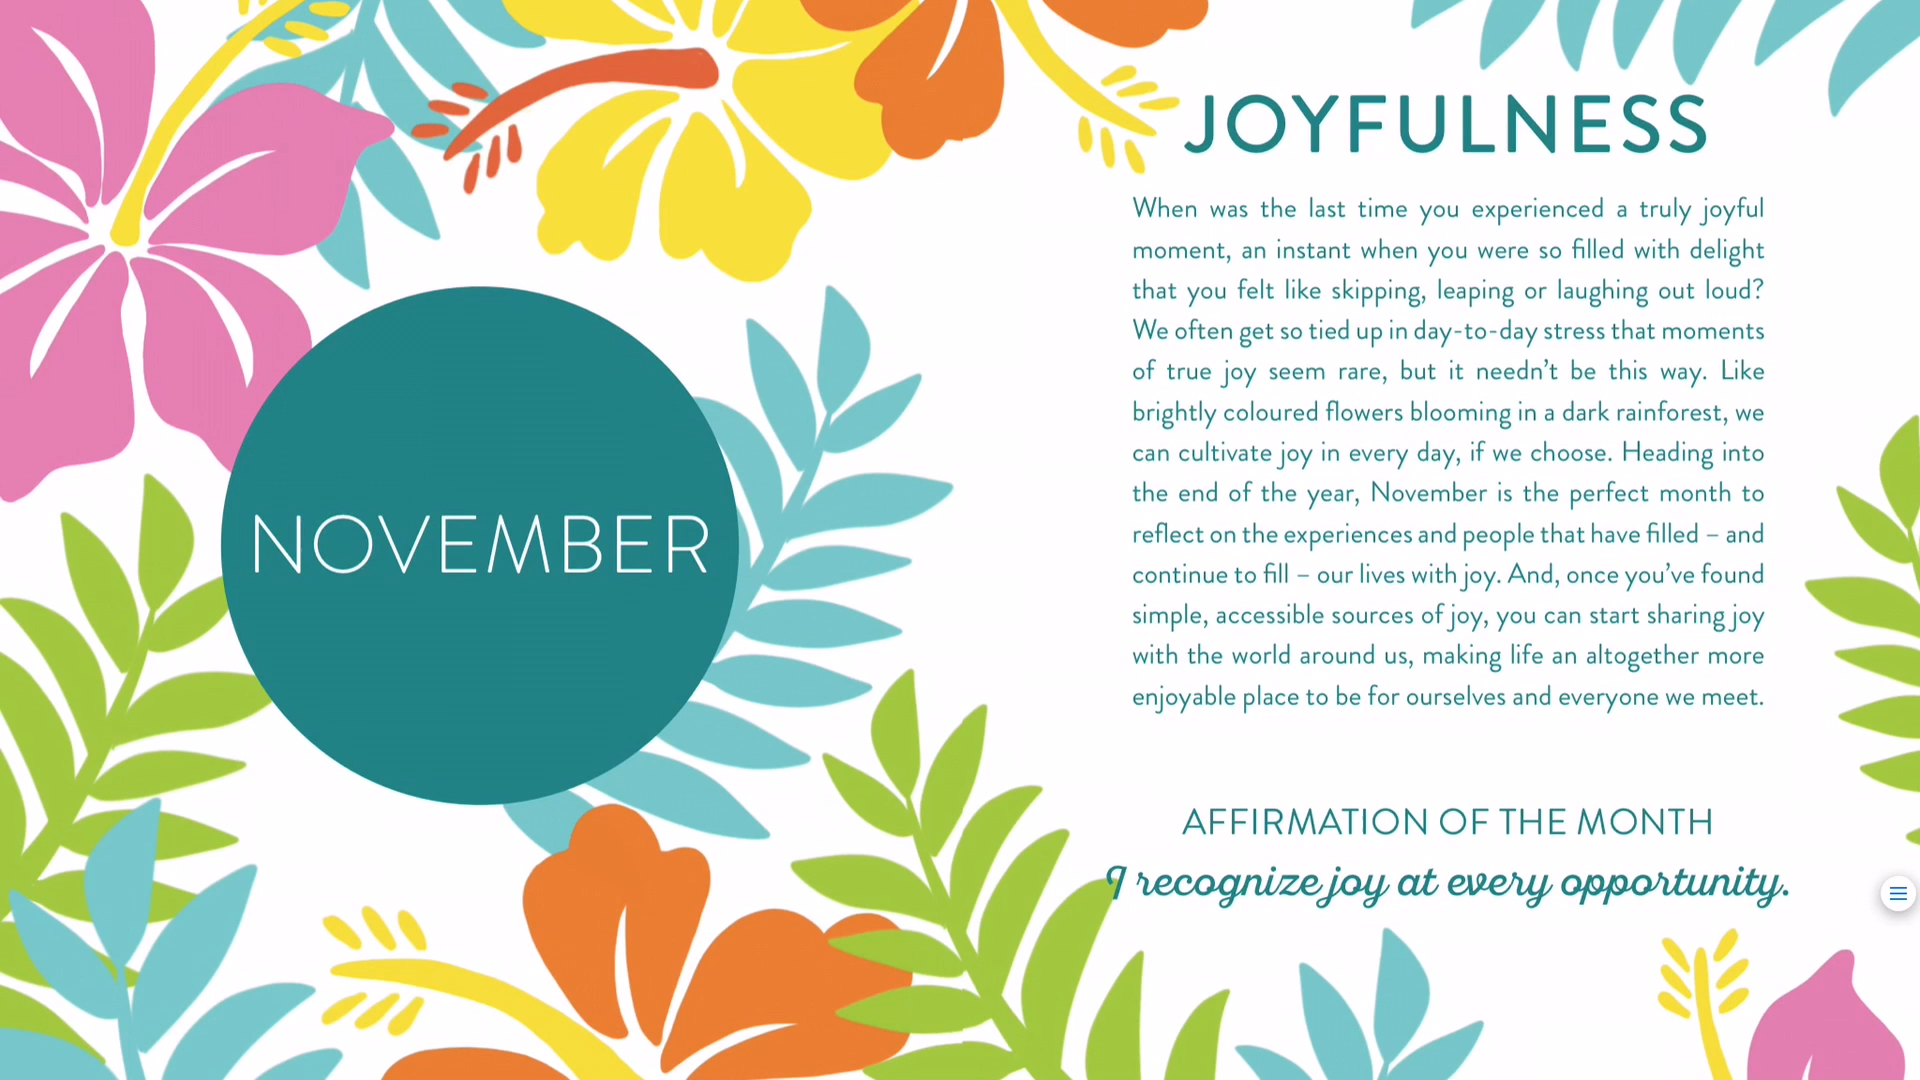 NOVEMBER
JOYFULNESS
When was the last time you experienced a truly joyful
moment, an instant when you were so filled with delight
that you felt like skipping, leaping or laughing out loud?
We often get so tied up in day-to-day stress that moments
of true joy seem rare, but it needn’t be this way. Like
brightly coloured flowers blooming in a dark rainforest, we
can cultivate joy in every day, if we choose. Heading into
the end of the year, November is the perfect month to
reflect on the experiences and people that have filled – and
continue to fill – our lives with joy. And, once you’ve found
simple, accessible sources of joy, you can start sharing joy
with the world around us, making life an altogether more
enjoyable place to be for ourselves and everyone we meet.
AFFIRMATION OF THE MONTH
I recognize joy at every opportunity.